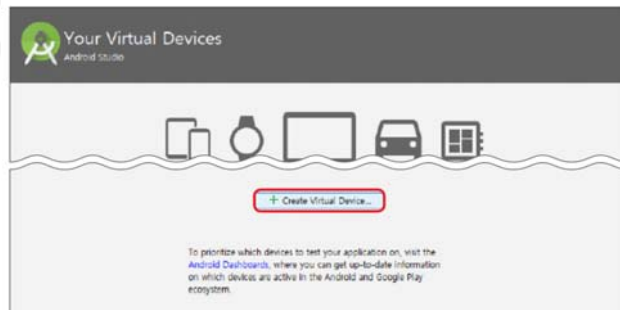 Your Virtual Devices
Android Studio
+ Create Virtual Device...
To prioritize which devices to test your application on, visit the
Android Dashboards, where you can get up-to-date information
on which devices are active in the Android and Google Play
ecosystem.